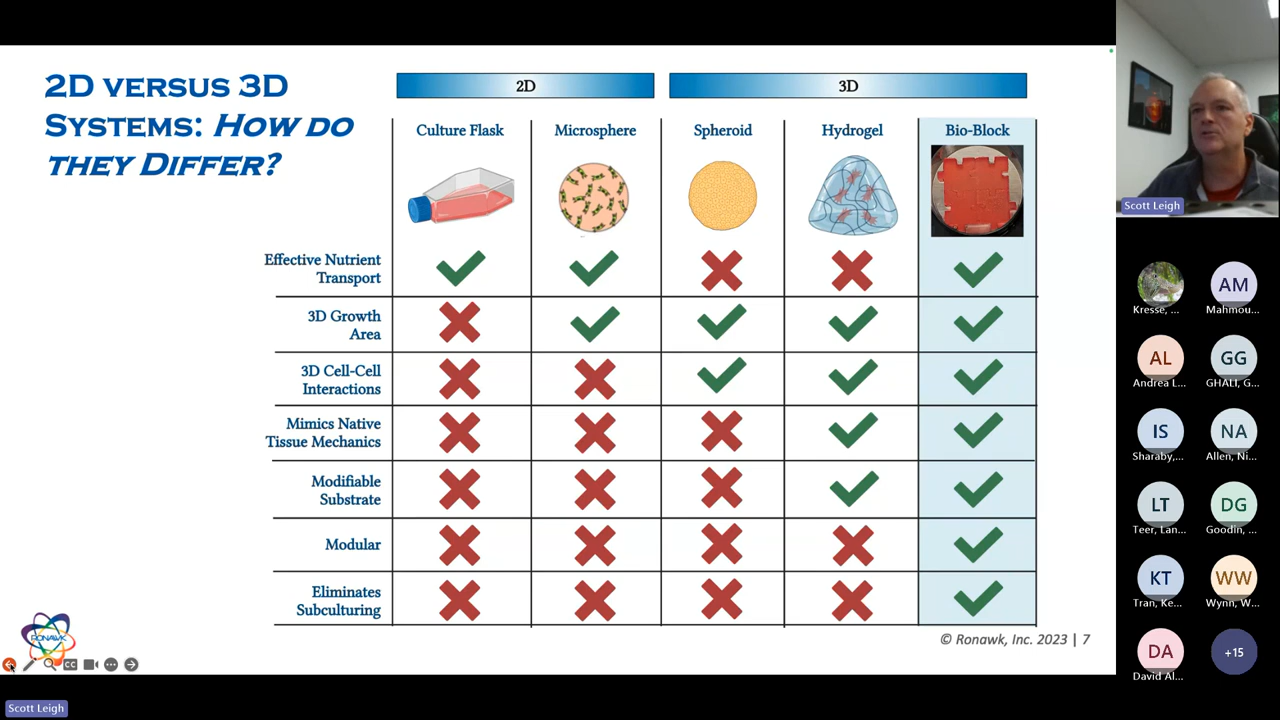 2D VERSUS 3D
SYSTEMS: HOW DO
THEY DIFFER?
2D
3D
Culture Flask
Microsphere
Spheroid
Hydrogel
Bio-Block
Effective Nutrient
Transport
3D Growth
Area
3D Cell-Cell
Interactions
Mimics Native
Tissue Mechanics
Modifiable
Substrate
Modular
Eliminates
Subculturing
RONAWK
© Ronawk, Inc. 2023 | 7
CC
Scott Leigh
Scott Leigh
Kresse, ...
AM
Mahmou...
AL
Andrea L...
GG
GHALI, G...
IS
Sharaby,...
NA
Allen, Ni...
LT
Teer, Lan...
DG
Goodin, ...
KT
Tran, Ke...
WW
Wynn, W...
DA
David Al...
+15